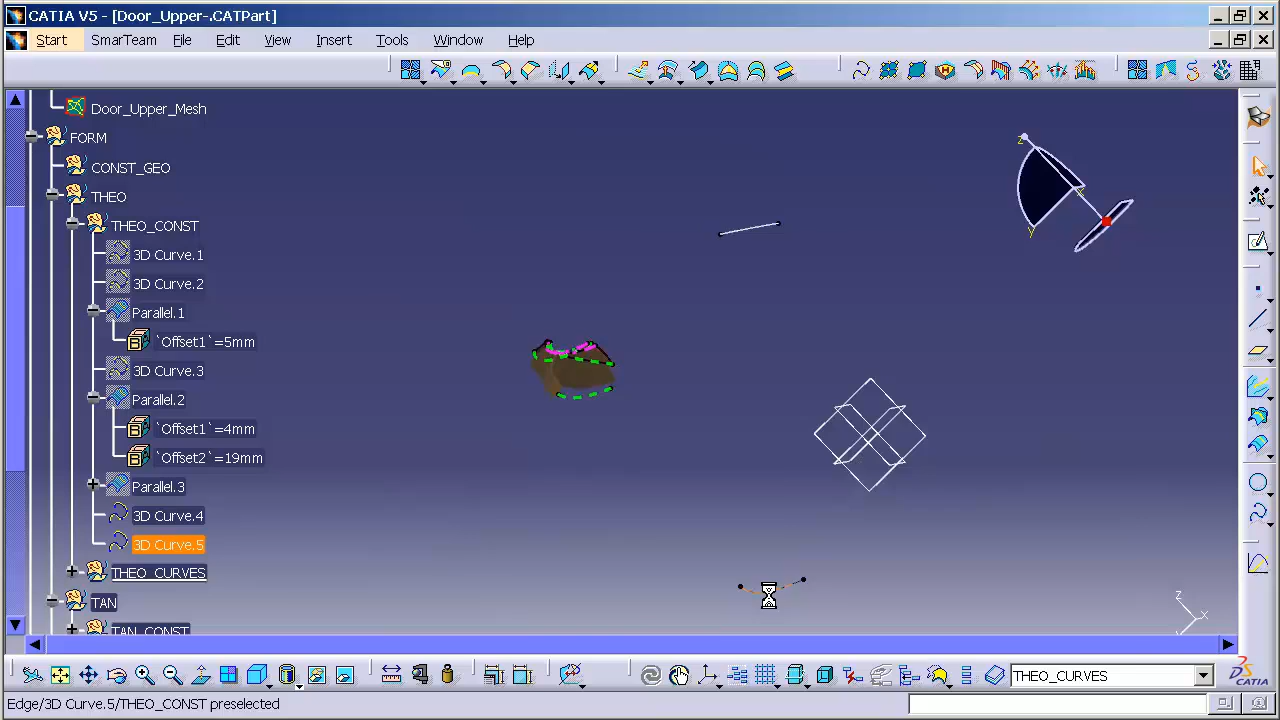 CATIA V5 - [Door_Upper-.CATPart]
Start SmarTeam File Edit View Insert Tools Window Help
Door_Upper_Mesh
FORM
CONST_GEO
THEO
THEO_CONST
3D Curve.1
3D Curve.2
Parallel.1
`Offset1`=5mm
3D Curve.3
Parallel.2
`Offset1`=4mm
`Offset2`=19mm
Parallel.3
3D Curve.4
3D Curve.5
THEO_CURVES
TAN
TAN_CONST
z
Y
Z
X
THEO_CURVES
CATIA
Edge/3D Curve.5/THEO_CONST preselected